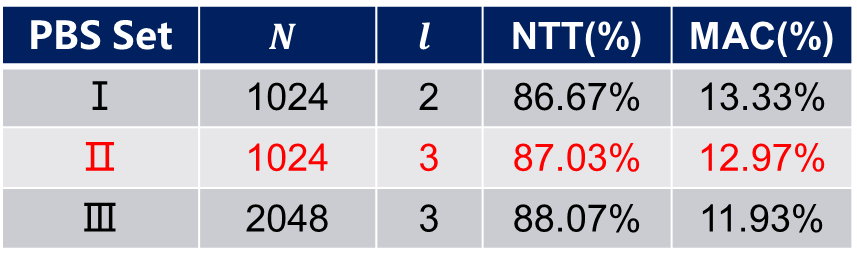 PBS Set N l NTT(%) MAC(%)
Ⅰ 1024 2 86.67% 13.33%
Ⅱ 1024 3 87.03% 12.97%
Ⅲ 2048 3 88.07% 11.93%